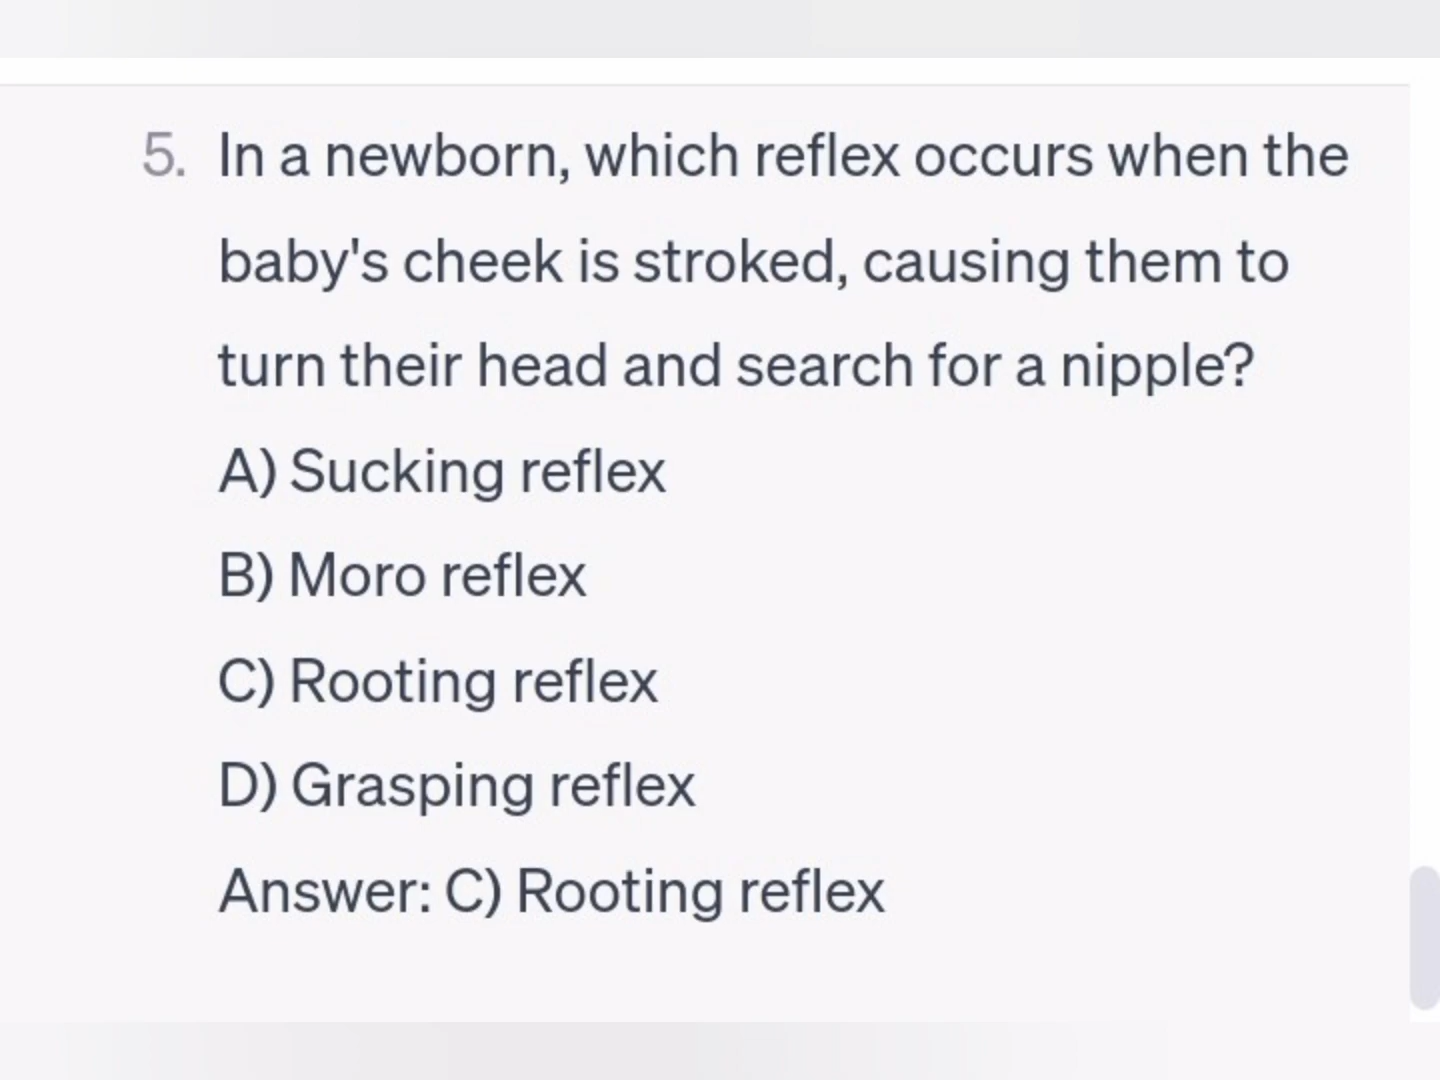 5. In a newborn, which reflex occurs when the
baby's cheek is stroked, causing them to
turn their head and search for a nipple?
A) Sucking reflex
B) Moro reflex
C) Rooting reflex
D) Grasping reflex
Answer: C) Rooting reflex